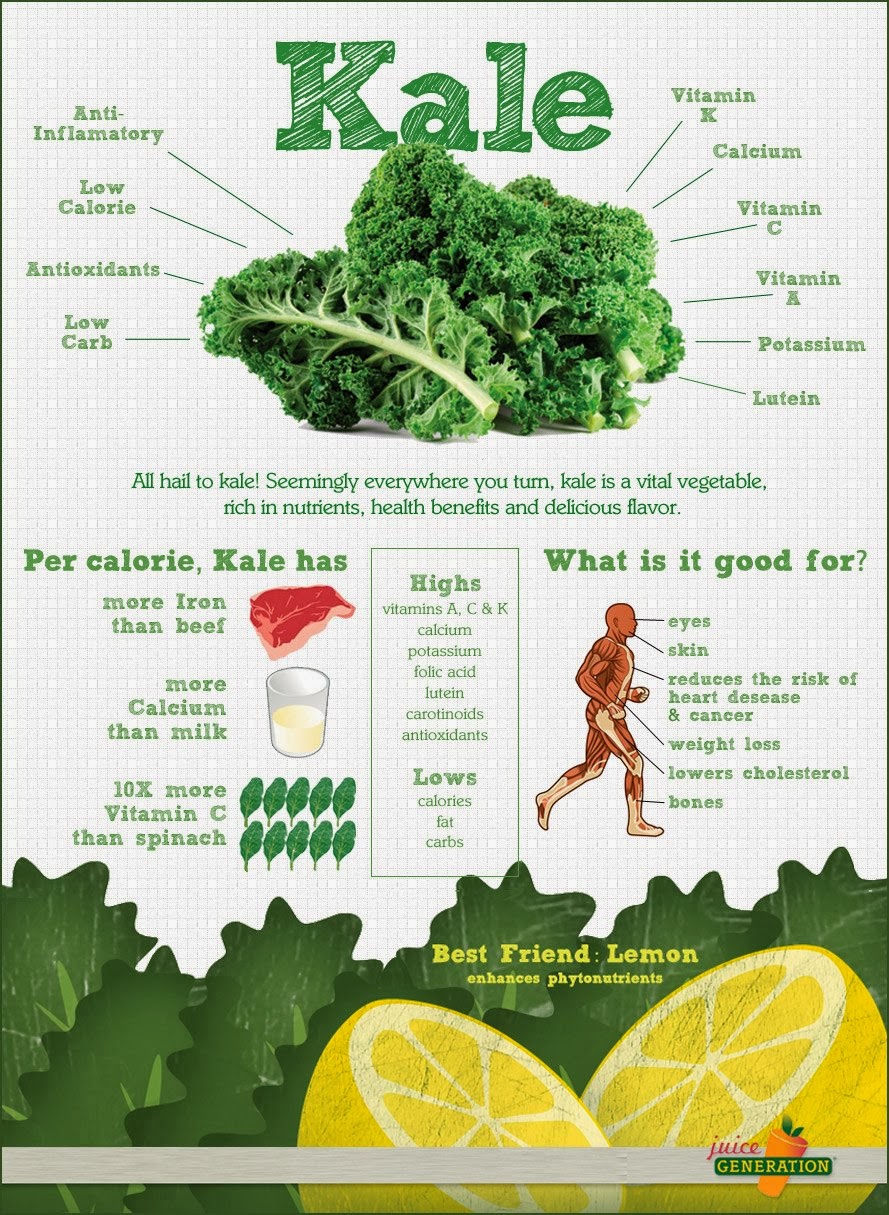 Kale
Anti-
Inflamatory
Low
Calorie
Antioxidants
Low
Carb
Vitamin
K
Calcium
Vitamin
C
Vitamin
A
Potassium
Lutein
All hail to kale! Seemingly everywhere you turn, kale is a vital vegetable,
rich in nutrients, health benefits and delicious flavor.
Per calorie, Kale has
more Iron
than beef
more
Calcium
than milk
10X more
Vitamin C
than spinach
Highs
vitamins A, C & K
calcium
potassium
folic acid
lutein
carotinoids
antioxidants
Lows
calories
fat
carbs
What is it good for?
eyes
skin
reduces the risk of
heart desease
& cancer
weight loss
lowers cholesterol
bones
Best Friend: Lemon
enhances phytonutrients
juice
GENERATION